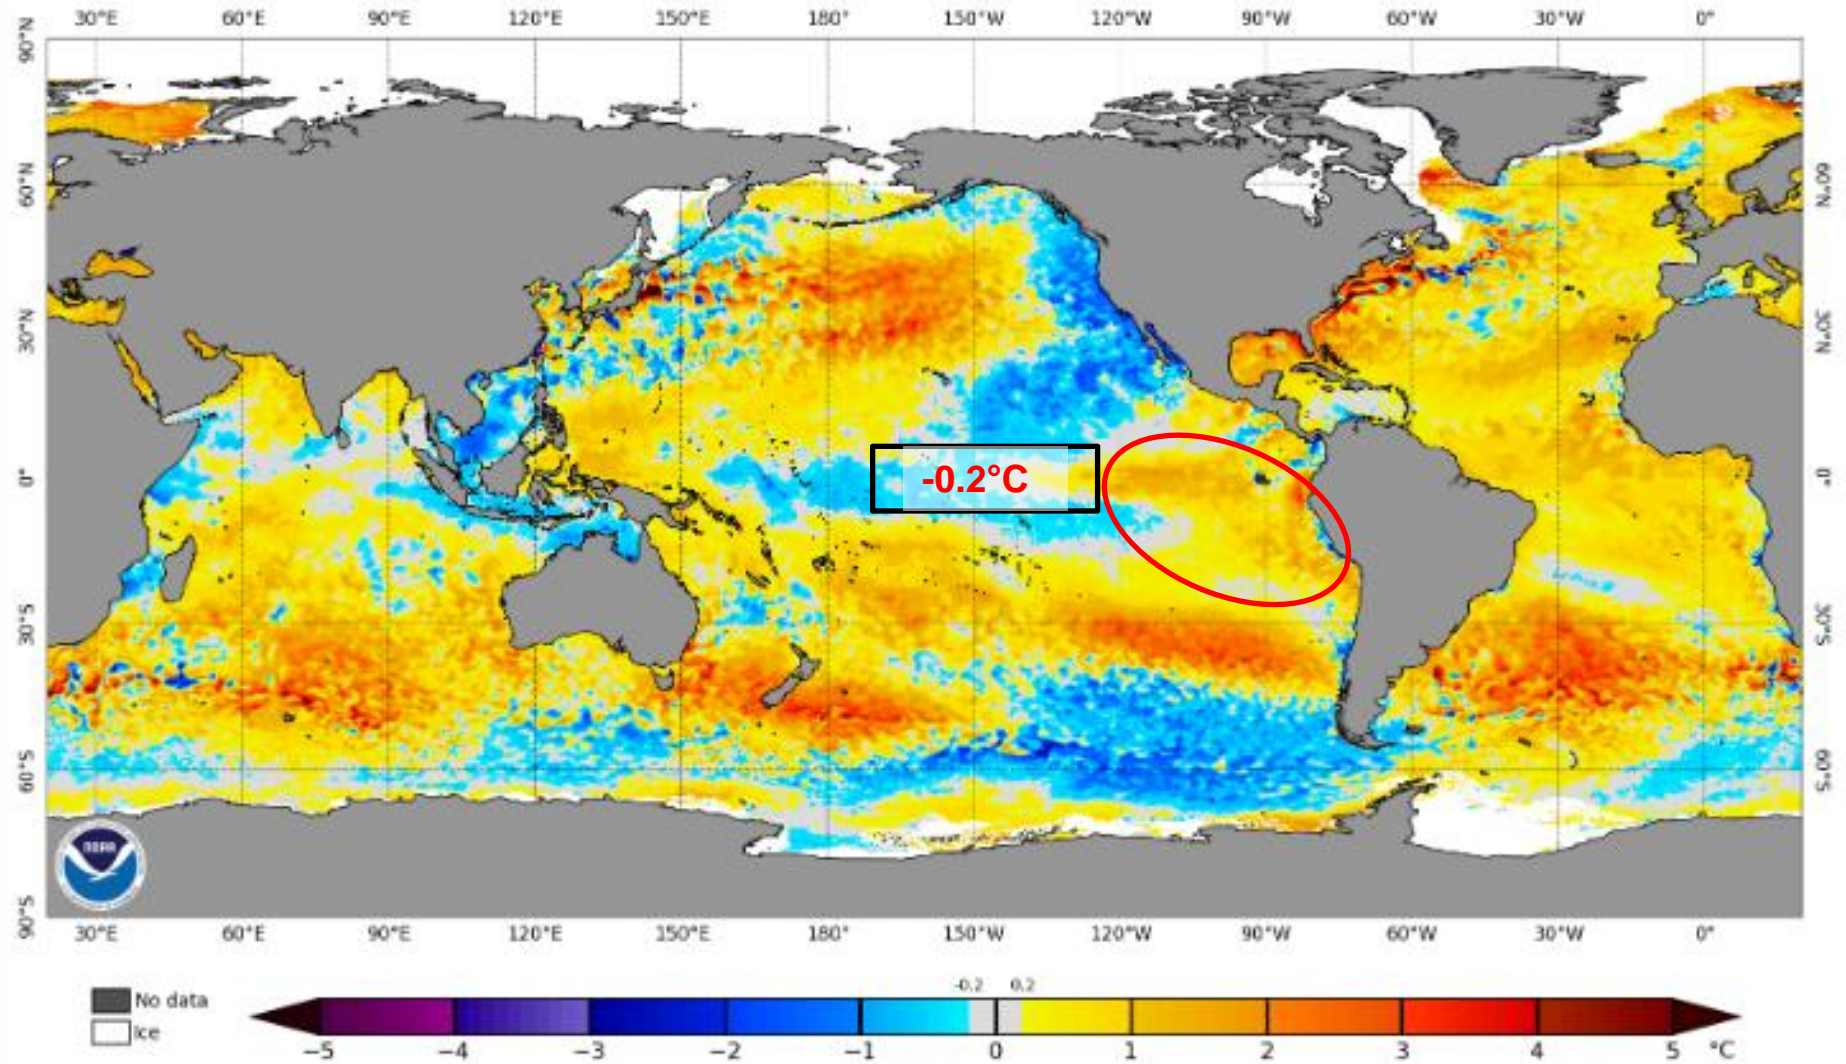 30°E 60°E 90°E 120°E 150°E 180° 150°W 120°W 90°W 60°W 30°W 0°
90°N
60°N 60°N
30°N 30°N
0° 0°
-0.2°C
30°S 30°S
60°S 60°S
90°S
NOAA
30°E 60°E 90°E 120°E 150°E 180° 150°W 120°W 90°W 60°W 30°W 0°
-0.2 0.2
No data
Ice
−5 −4 −3 −2 −1 0 1 2 3 4 5 °C